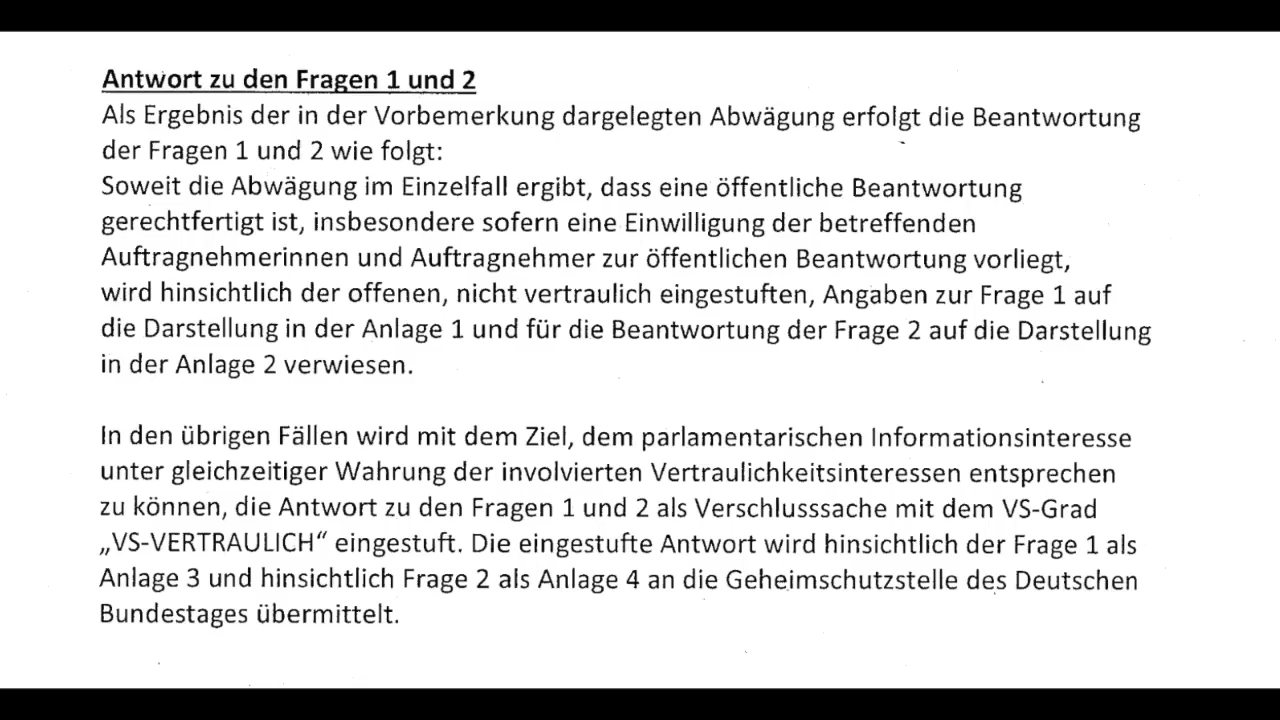 Antwort zu den Fragen 1 und 2
Als Ergebnis der in der Vorbemerkung dargelegten Abwägung erfolgt die Beantwortung
der Fragen 1 und 2 wie folgt:
Soweit die Abwägung im Einzelfall ergibt, dass eine öffentliche Beantwortung
gerechtfertigt ist, insbesondere sofern eine Einwilligung der betreffenden
Auftragnehmerinnen und Auftragnehmer zur öffentlichen Beantwortung vorliegt,
wird hinsichtlich der offenen, nicht vertraulich eingestuften, Angaben zur Frage 1 auf
die Darstellung in der Anlage 1 und für die Beantwortung der Frage 2 auf die Darstellung
in der Anlage 2 verwiesen.
In den übrigen Fällen wird mit dem Ziel, dem parlamentarischen Informationsinteresse
unter gleichzeitiger Wahrung der involvierten Vertraulichkeitsinteressen entsprechen
zu können, die Antwort zu den Fragen 1 und 2 als Verschlusssache mit dem VS-Grad
„VS-VERTRAULICH“ eingestuft. Die eingestufte Antwort wird hinsichtlich der Frage 1 als
Anlage 3 und hinsichtlich Frage 2 als Anlage 4 an die Geheimschutzstelle des Deutschen
Bundestages übermittelt.